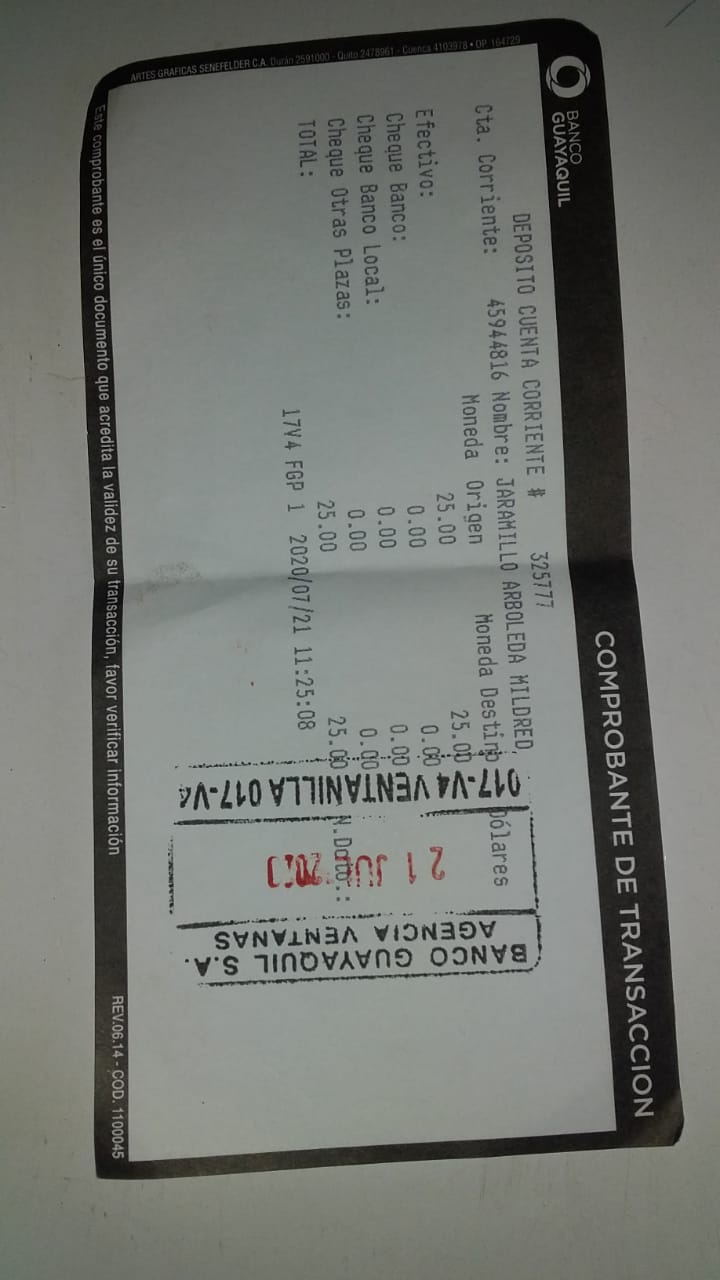 BANCO
GUAYAQUIL
COMPROBANTE DE TRANSACCION
DEPOSITO CUENTA CORRIENTE # 325777
Cta. Corriente: 45944816 Nombre: JARAMILLO ARBOLEDA MILDRED,
Moneda Origen Moneda Destino Dólares
Efectivo: 25.00 25.00
Cheque Banco: 0.00 0.00
Cheque Banco Local: 0.00 0.00
Cheque Otras Plazas: 0.00 0.00
TOTAL: 25.00 25.00 N.Dcto.:
17V4 FGP 1 2020/07/21 11:25:08
BANCO GUAYAQUIL S.A.
AGENCIA VENTANAS
21 JUL 2020
017-V4 VENTANILLA 017-V4
ARTES GRAFICAS SENEFELDER C.A. Durán 2591000 - Quito 2478961 - Cuenca 4103978 • OP. 164729
Este comprobante es el único documento que acredita la validez de su transacción, favor verificar información
REV.06.14 - COD. 1100045